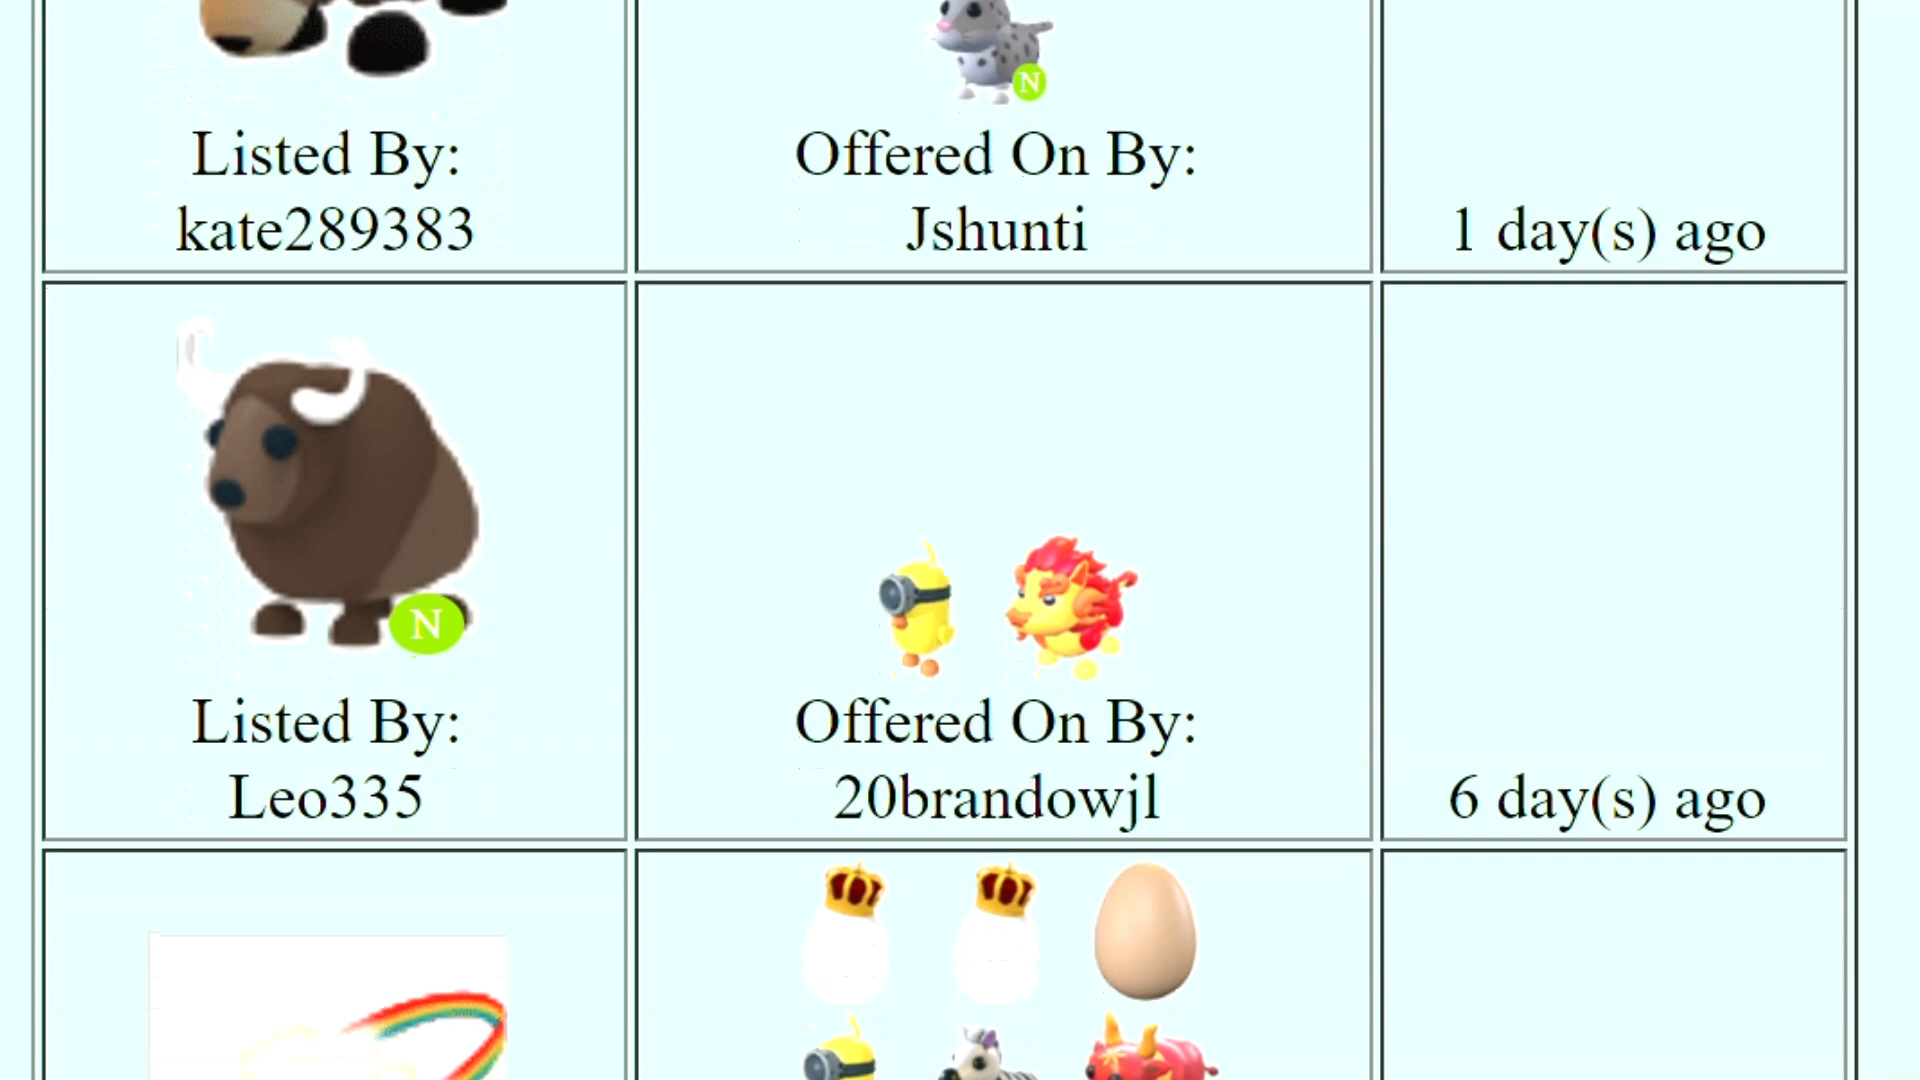 N
Listed By:
kate289383
Offered On By:
Jshunti
1 day(s) ago
N
Listed By:
Leo335
Offered On By:
20brandowjl
6 day(s) ago